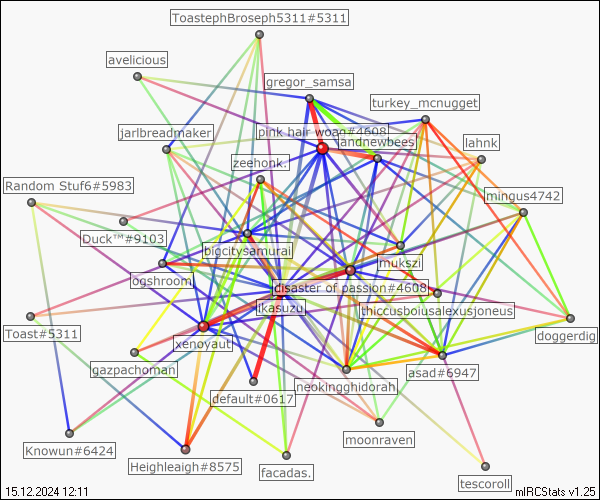 ToastephBroseph5311#5311
avelicious
gregor_samsa
turkey_mcnugget
jarlbreadmaker
pink hair woag#4608
andnewbees
lahnk
zeehonk.
Random Stuf6#5983
mingus4742
Duck™#9103
bigcitysamurai
mukszi
ogshroom
disaster of passion#4608
ikasuzu
thiccusboiusalexusjoneus
Toast#5311
xenoyaut
doggerdig
gazpachoman
asad#6947
neokingghidorah
default#0617
moonraven
Knowun#6424
Heighleaigh#8575
facadas.
tescoroll
15.12.2024 12:11
mIRCStats v1.25